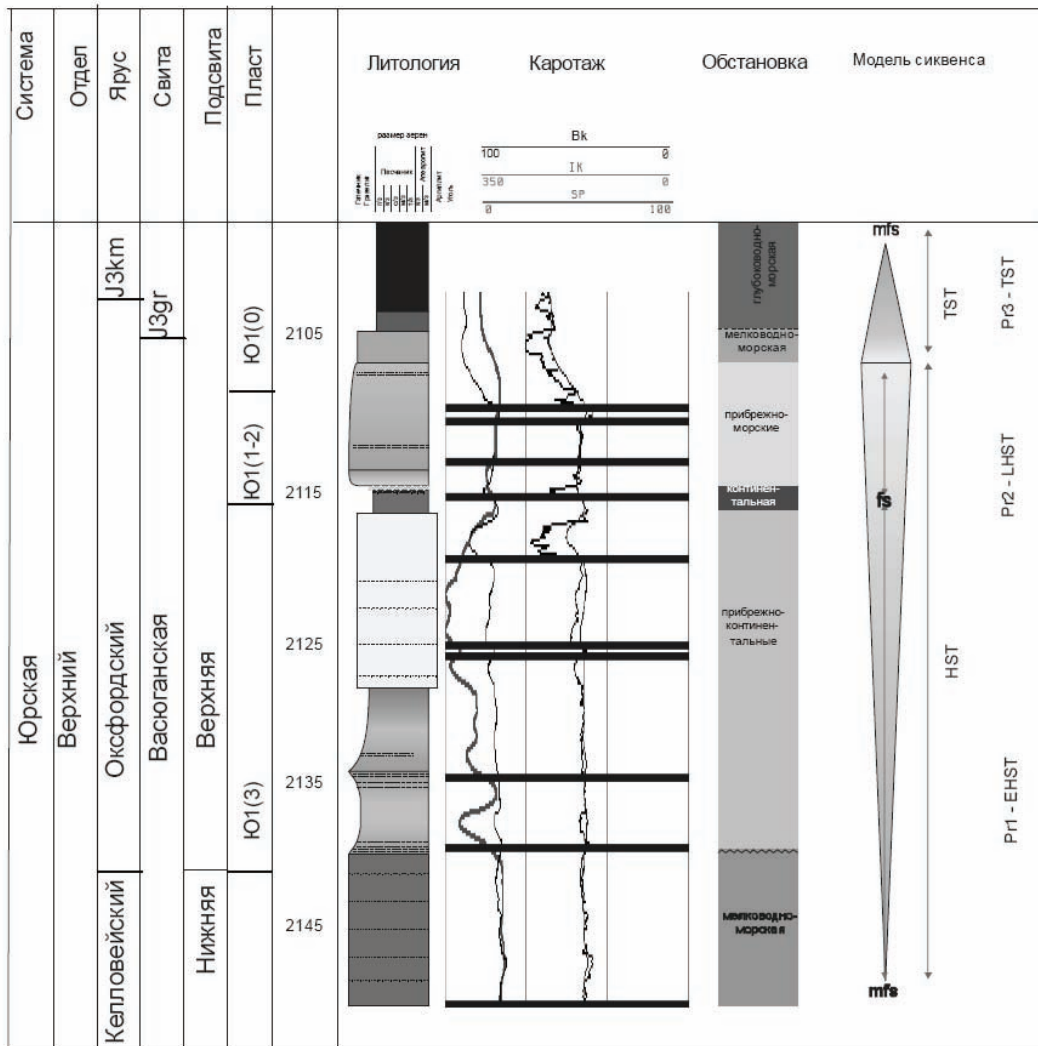 Система
Отдел
Ярус
Свита
Подсвита
Пласт
Литология
Каротаж
Обстановка
Модель сиквенса
размер зерен
Песчаник
Алевролит
Аргиллит
Уголь
Bk
100 0
IK
350 0
SP
0 100
Юрская
Верхний
J3km
Оксфордский
Келловейский
J3gr
Васюганская
Верхняя
Нижняя
Ю1(0)
Ю1(1-2)
Ю1(3)
2105
2115
2125
2135
2145
глубоководно-
морская
мелководно-
морская
прибрежно-
морские
континен-
тальная
прибрежно-
континен-
тальные
мелководно-
морская
mfs
fs
mfs
TST
HST
Pr3 - TST
Pr2 - LHST
Pr1 - EHST